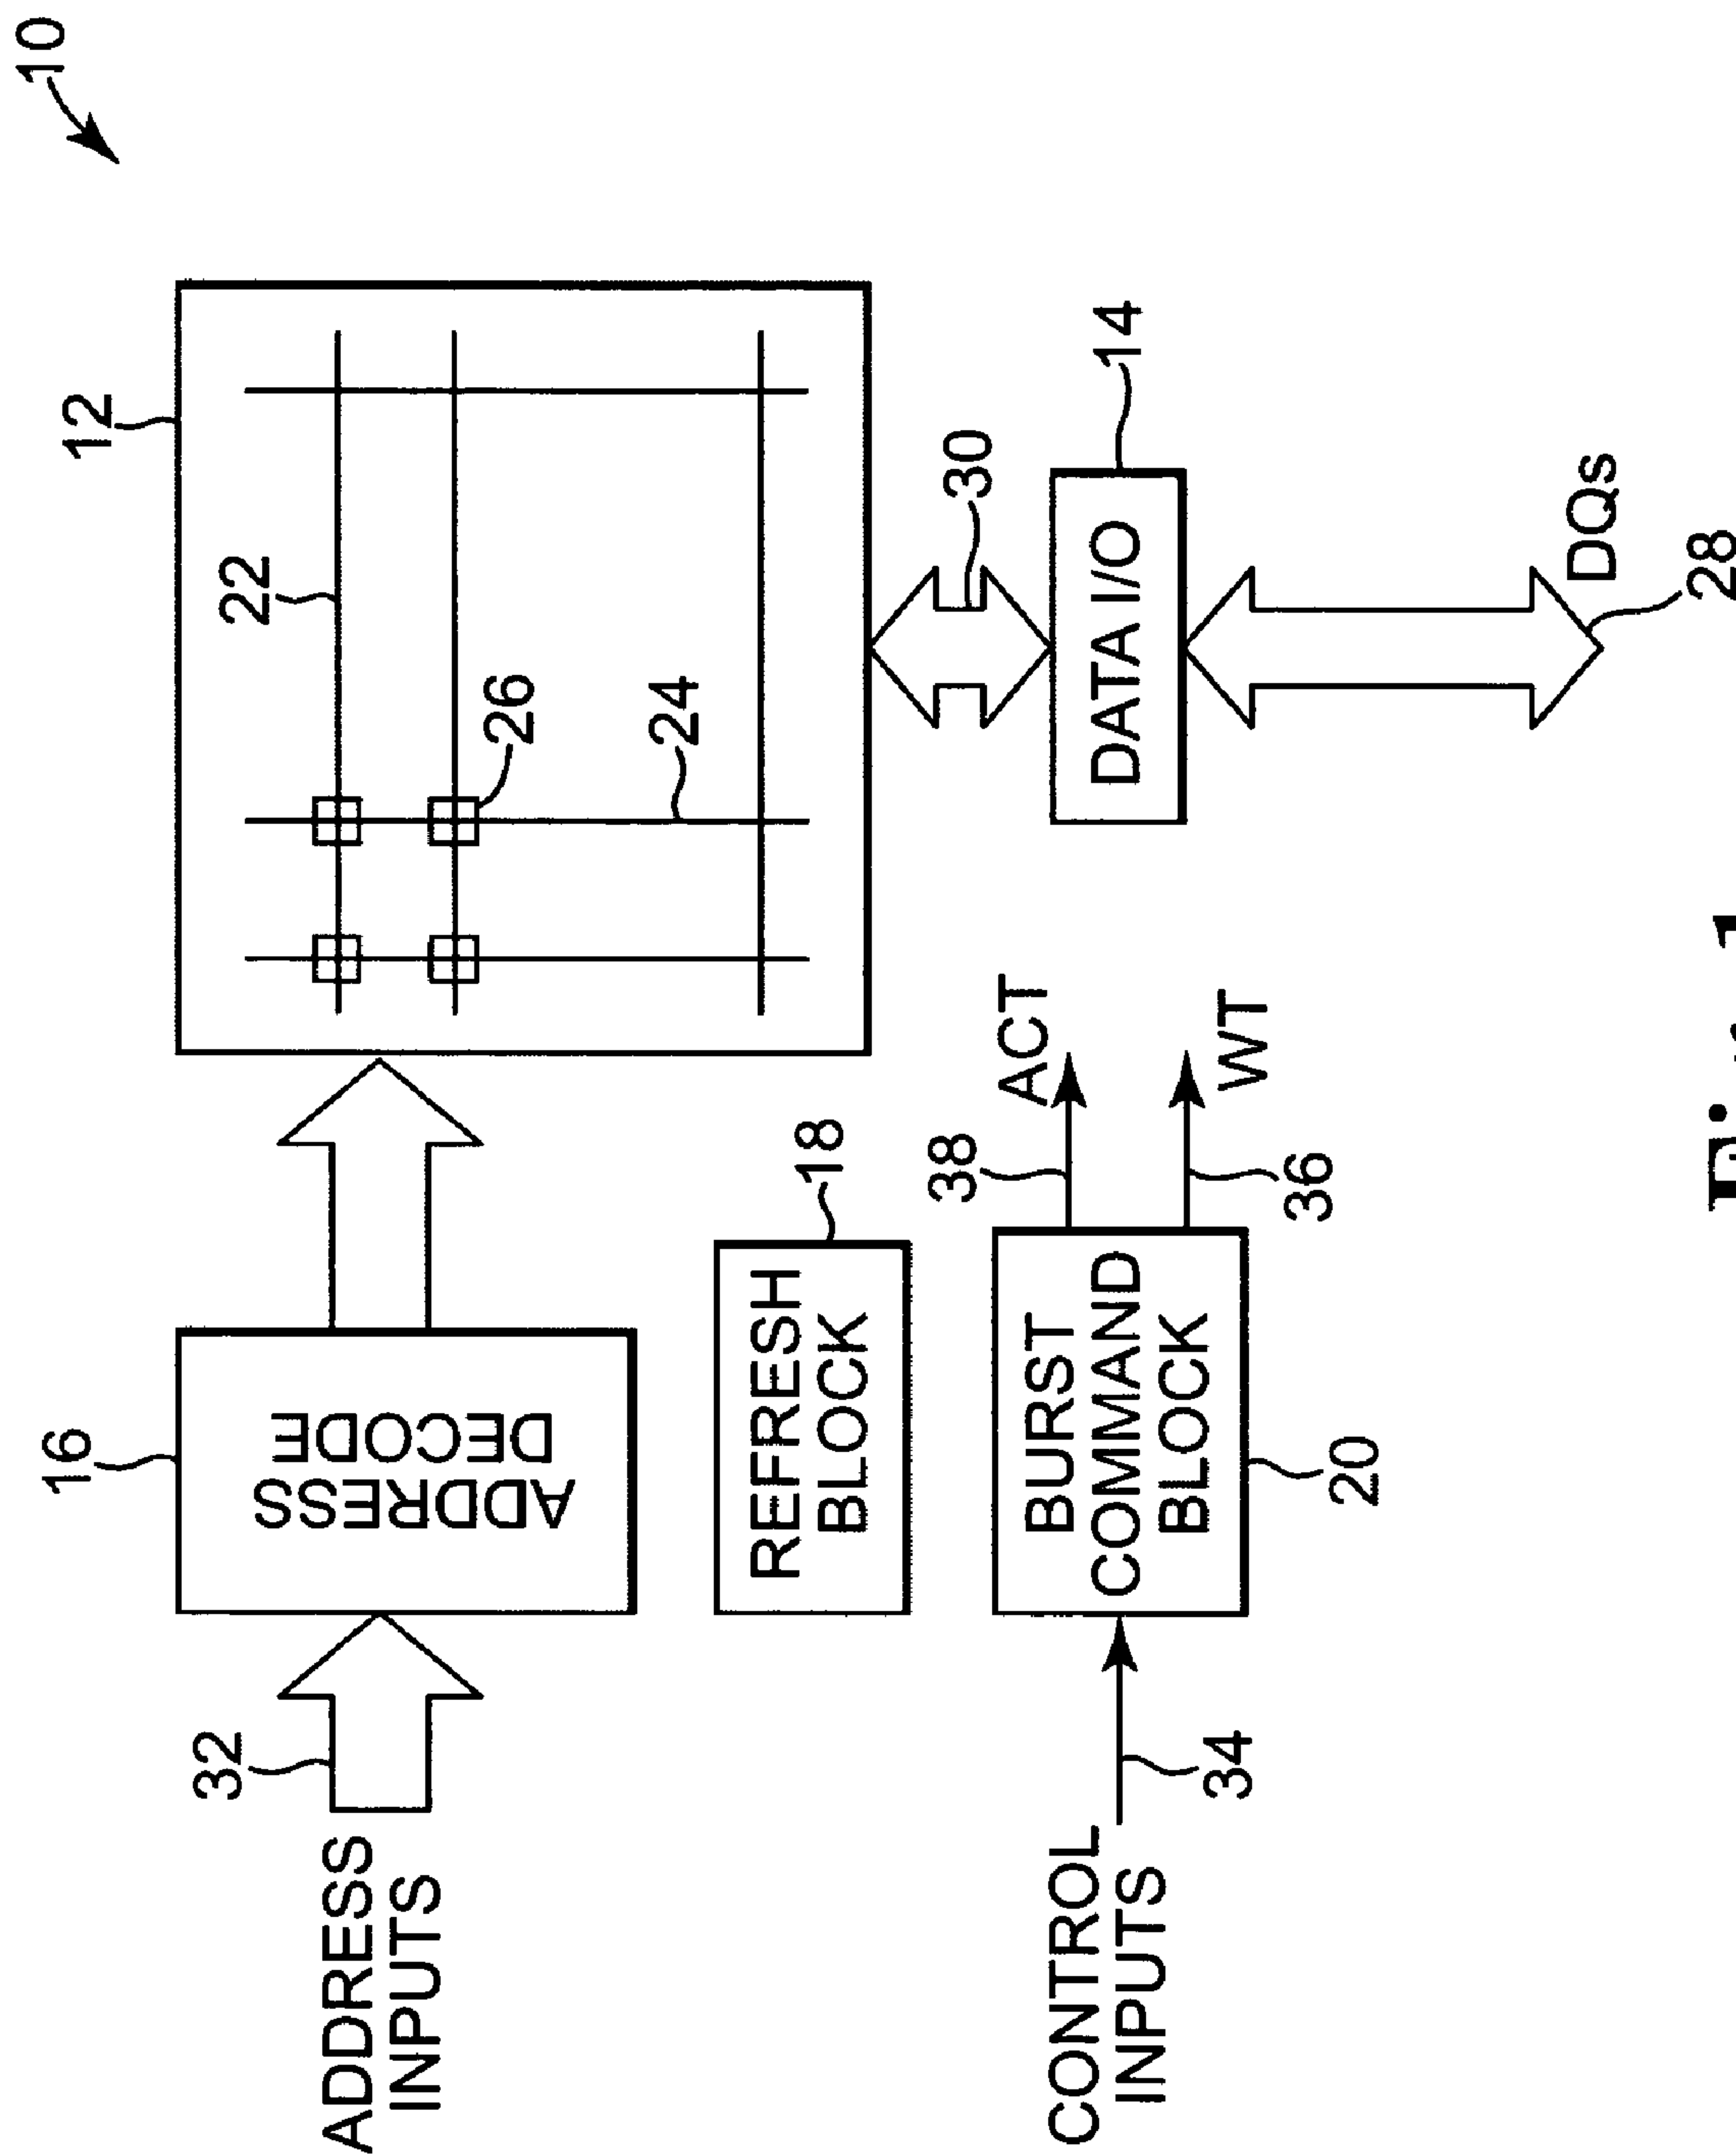 10
12
22
26
24
16
ADDRESS
DECODE
32
ADDRESS
INPUTS
18
REFRESH
BLOCK
30
14
DATA I/O
DQs
28
38
ACT
WT
36
BURST
COMMAND
BLOCK
20
34
CONTROL
INPUTS